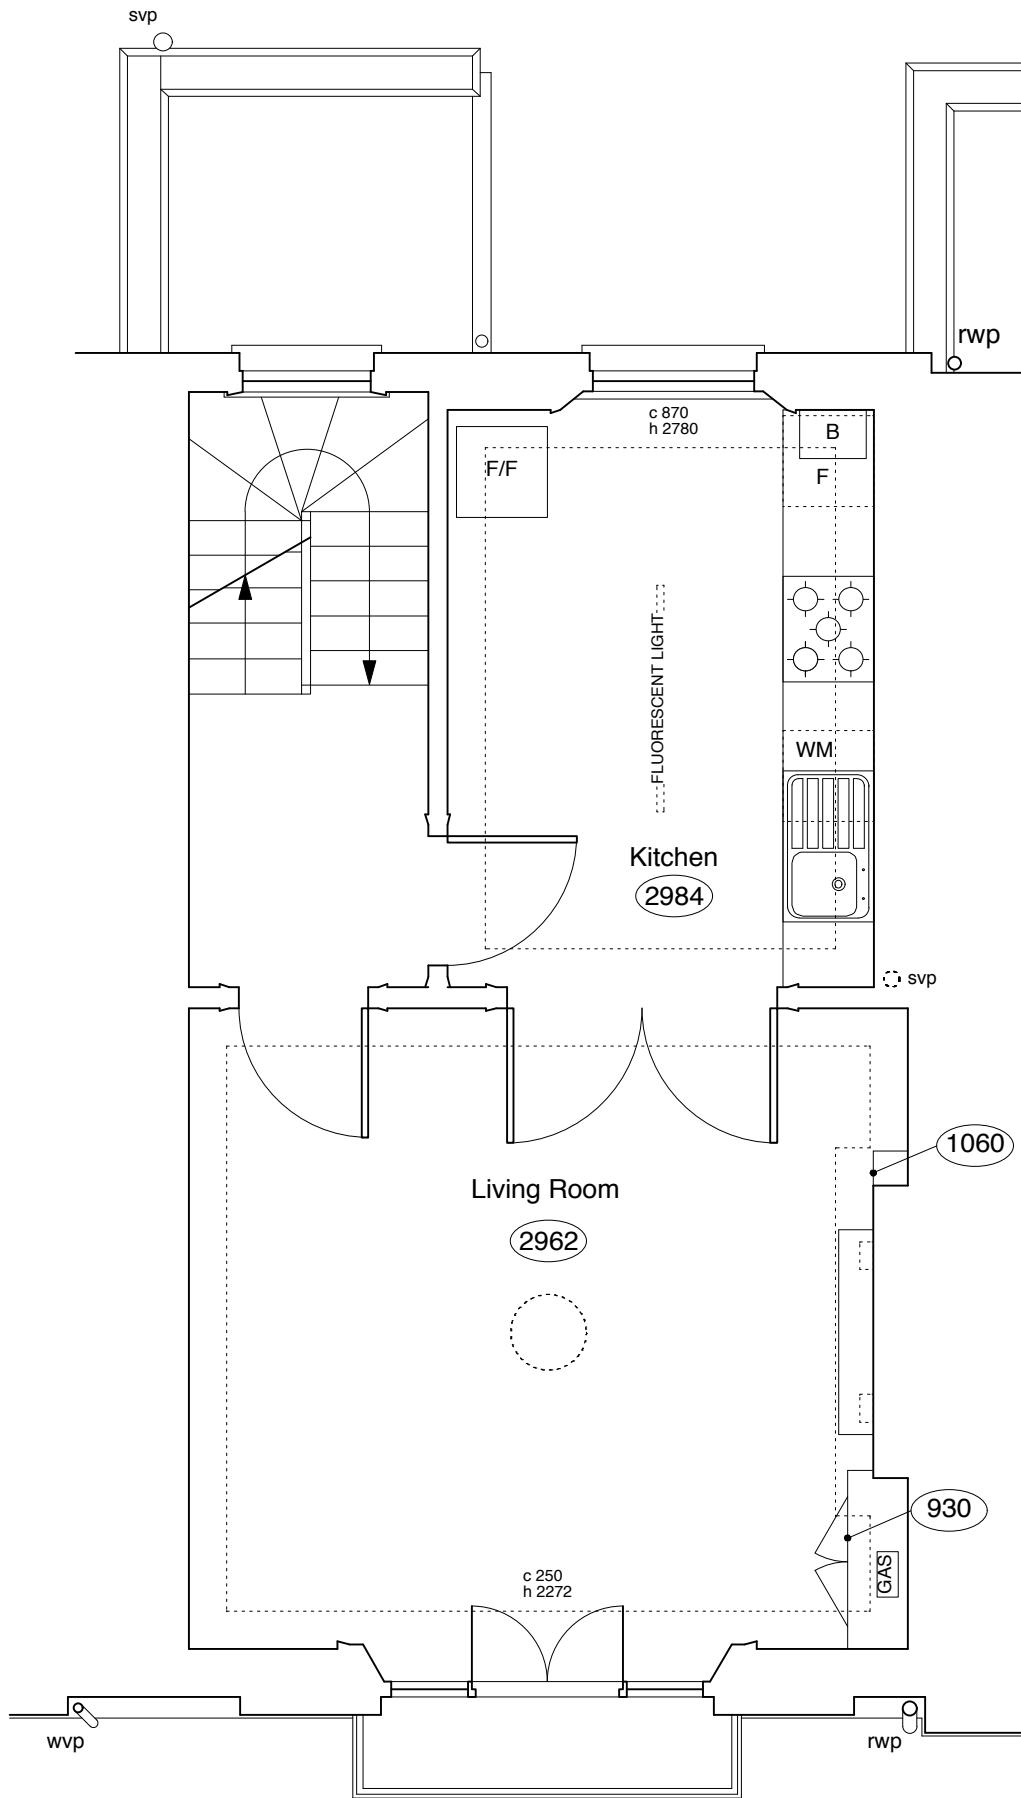 svp
rwp
c 870
h 2780
B
F/F
F
FLUORESCENT LIGHT
WM
Kitchen
2984
svp
1060
Living Room
2962
930
GAS
c 250
h 2272
wvp
rwp